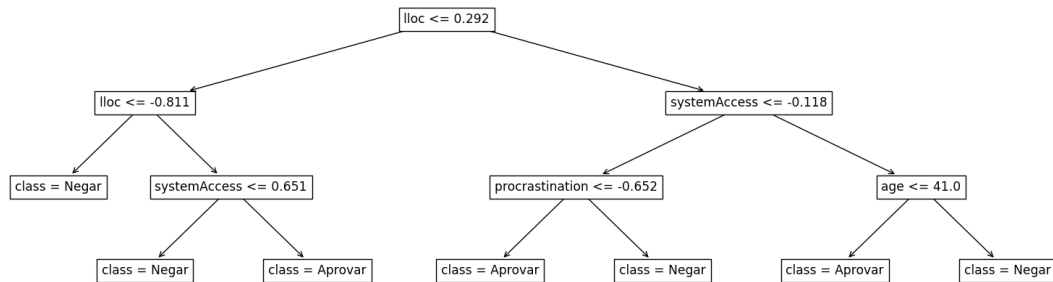 lloc <= 0.292
lloc <= -0.811
systemAccess <= -0.118
class = Negar
systemAccess <= 0.651
procrastination <= -0.652
age <= 41.0
class = Negar
class = Aprovar
class = Aprovar
class = Negar
class = Aprovar
class = Negar